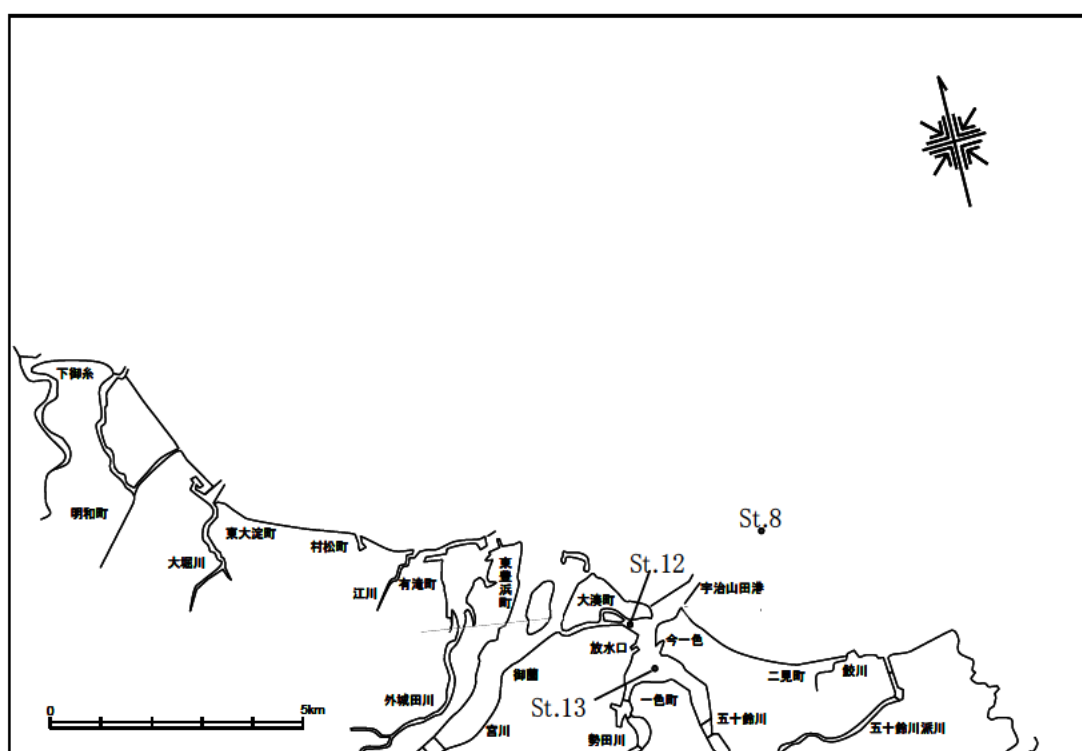 下御糸
明和町
大堀川
東大淀町
村松町
江川
有滝町
東豊浜町
外城田川
宮川
御薗
大湊町
放水口
St.12
St.8
宇治山田港
今一色
St.13
一色町
勢田川
五十鈴川
二見町
鮫川
五十鈴川派川
0
5km